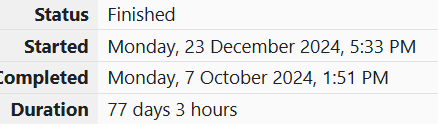 Status Finished
Started Monday, 23 December 2024, 5:33 PM
Completed Monday, 7 October 2024, 1:51 PM
Duration 77 days 3 hours